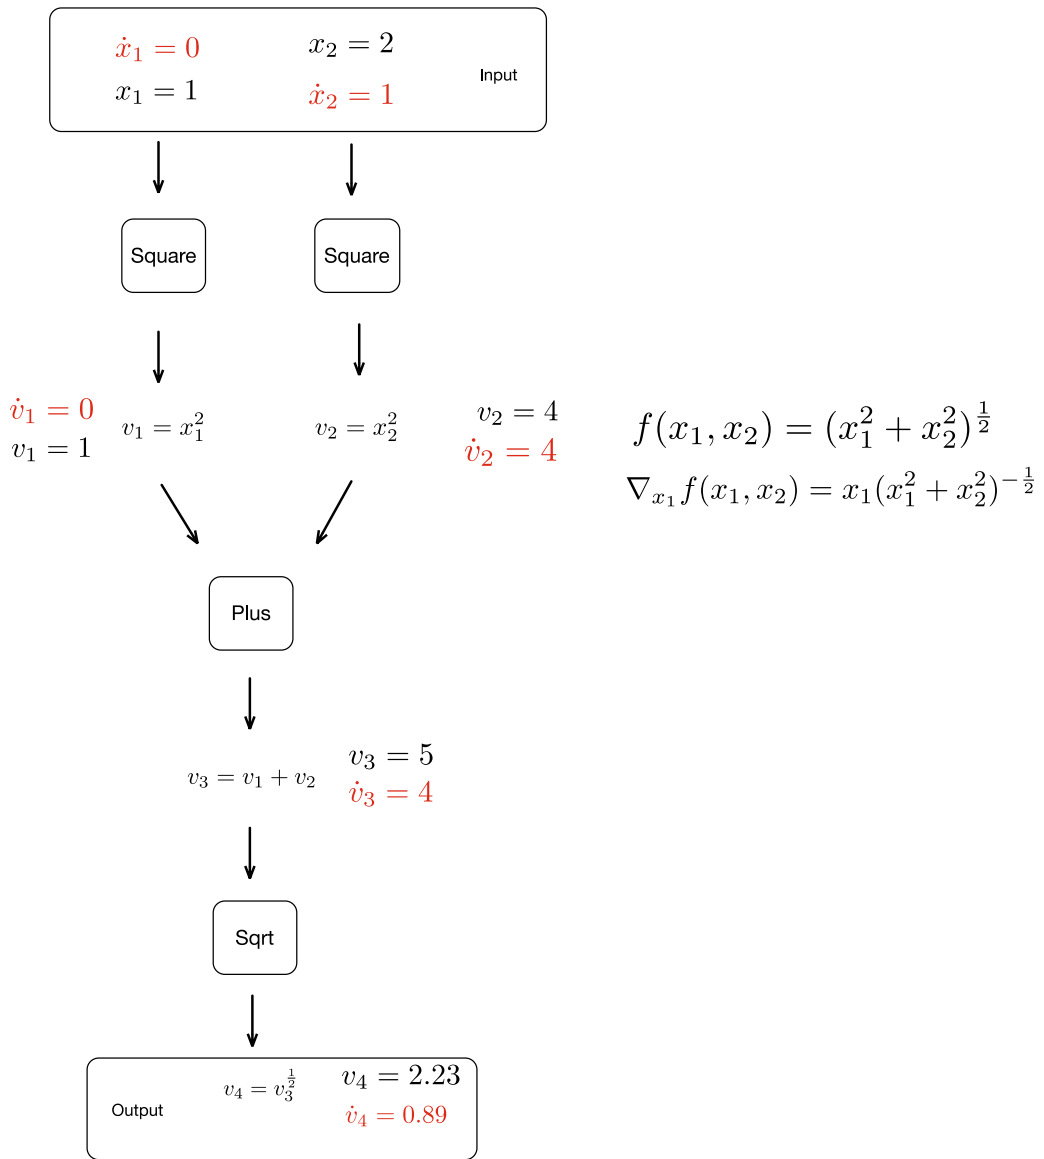 ẋ₁ = 0
x₂ = 2
Input
x₁ = 1
ẋ₂ = 1
Square
Square
v̇₁ = 0
v₁ = 1
v₁ = x₁²
v₂ = x₂²
v₂ = 4
v̇₂ = 4
f(x₁, x₂) = (x₁² + x₂²)^{1/2}
∇_{x₁} f(x₁, x₂) = x₁(x₁² + x₂²)^{-1/2}
Plus
v₃ = v₁ + v₂
v₃ = 5
v̇₃ = 4
Sqrt
Output
v₄ = v₃^{1/2}
v₄ = 2.23
v̇₄ = 0.89